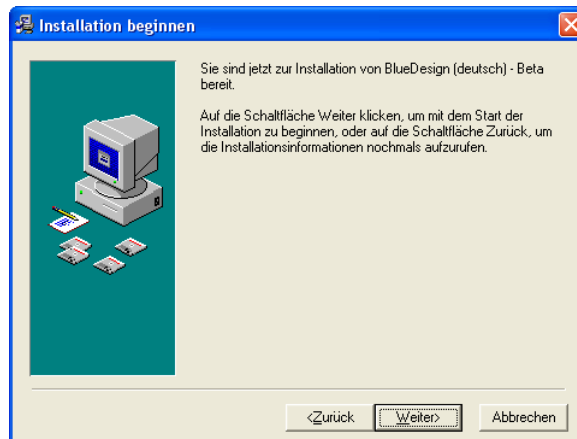 Installation beginnen
Sie sind jetzt zur Installation von BlueDesign (deutsch) - Beta
bereit.
Auf die Schaltfläche Weiter klicken, um mit dem Start der
Installation zu beginnen, oder auf die Schaltfläche Zurück, um
die Installationsinformationen nochmals aufzurufen.
<Zurück Weiter> Abbrechen